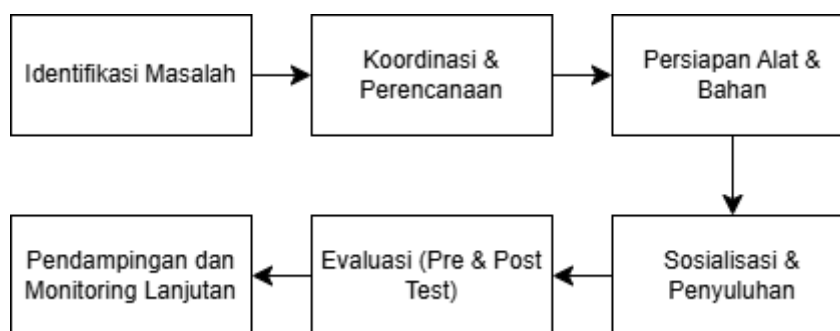 Identifikasi Masalah
Koordinasi &
Perencanaan
Persiapan Alat &
Bahan
Sosialisasi &
Penyuluhan
Evaluasi (Pre & Post
Test)
Pendampingan dan
Monitoring Lanjutan